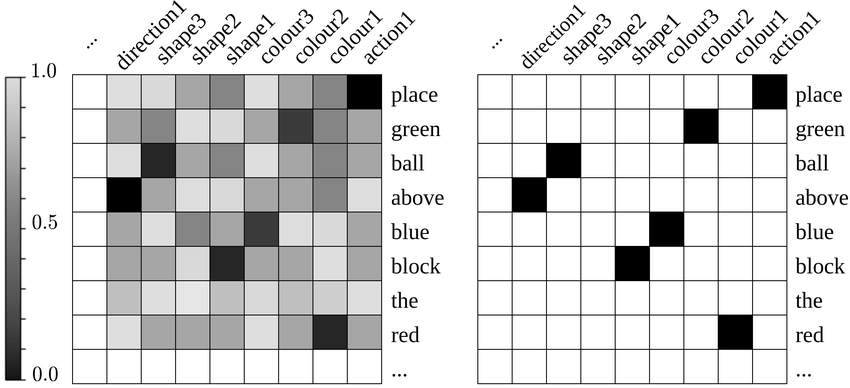 ... direction1 shape3 shape2 shape1 colour3 colour2 colour1 action1
... direction1 shape3 shape2 shape1 colour3 colour2 colour1 action1
1.0
0.5
0.0
place
green
ball
above
blue
block
the
red
...
place
green
ball
above
blue
block
the
red
...